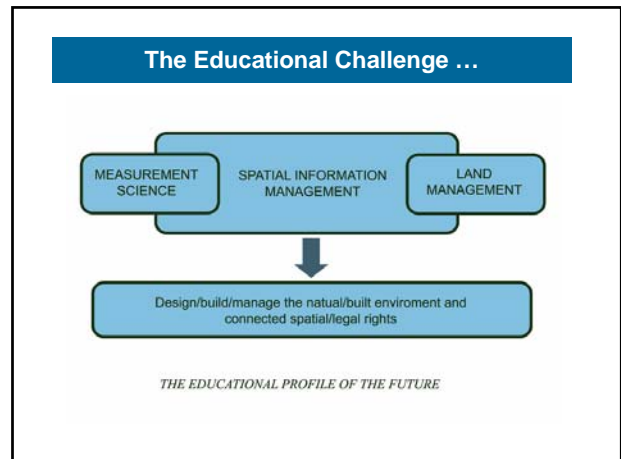 The Educational Challenge …
MEASUREMENT
SCIENCE
SPATIAL INFORMATION
MANAGEMENT
LAND
MANAGEMENT
Design/build/manage the natual/built enviroment and
connected spatial/legal rights
THE EDUCATIONAL PROFILE OF THE FUTURE